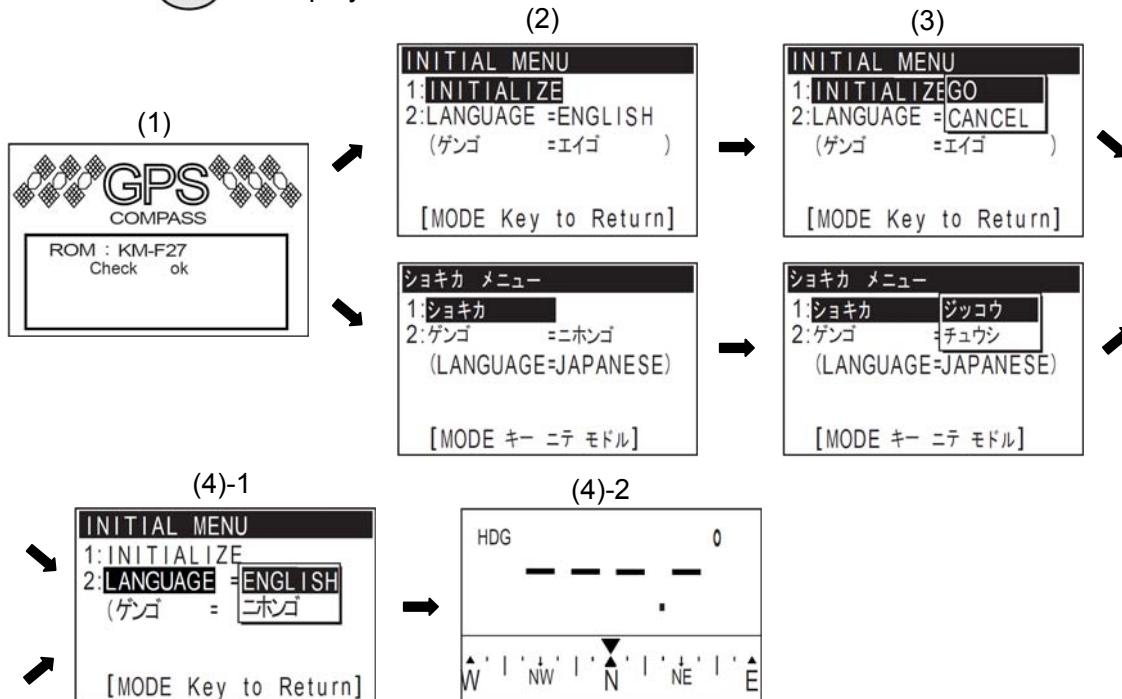 (2)
(3)
INITIAL MENU
1:INITIALIZE
2:LANGUAGE =ENGLISH
(ゲンゴ =エイゴ )
[MODE Key to Return]
INITIAL MENU
1:INITIALIZE GO
2:LANGUAGE = CANCEL
(ゲンゴ =エイゴ )
[MODE Key to Return]
(1)
GPS
COMPASS
ROM : KM-F27
Check ok
ショキカ メニュー
1:ショキカ
2:ゲンゴ =ニホンゴ
(LANGUAGE=JAPANESE)
[MODE キー ニテ モドル]
ショキカ メニュー
1:ショキカ ジッコウ
2:ゲンゴ =チュウシ
(LANGUAGE=JAPANESE)
[MODE キー ニテ モドル]
(4)-1
INITIAL MENU
1:INITIALIZE
2:LANGUAGE =ENGLISH
(ゲンゴ = ニホンゴ
[MODE Key to Return]
(4)-2
HDG 0
– – – . –
W NW N NE E